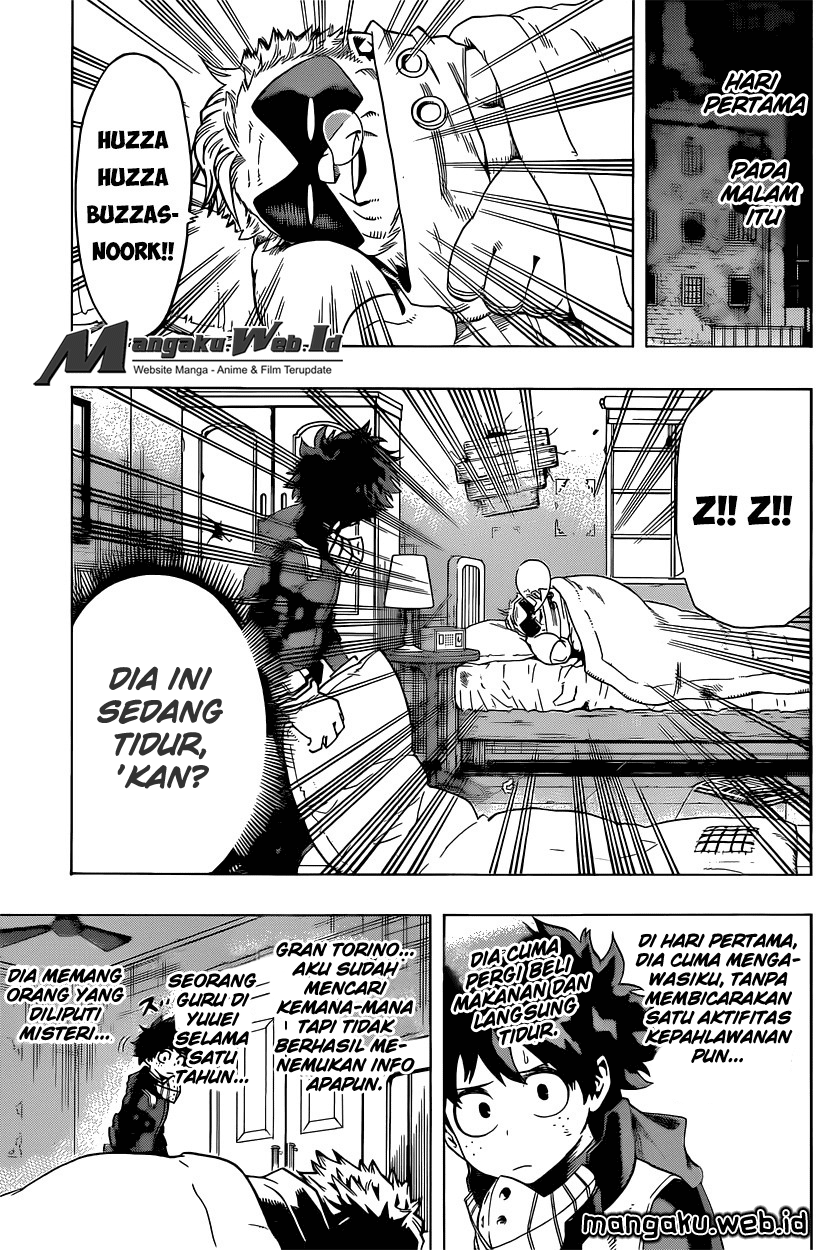 HARI
PERTAMA
PADA
MALAM
ITU
HUZZA
HUZZA
BUZZAS-
NOORK!!
Mangaku.Web.Id
Website Manga - Anime & Film Terupdate
Z!! Z!!
DIA INI
SEDANG
TIDUR,
'KAN?
DI HARI PERTAMA,
DIA CUMA MENGA-
WASIKU, TANPA
MEMBICARAKAN
SATU AKTIFITAS
KEPAHLAWANAN
PUN...
DIA CUMA
PERGI BELI
MAKANAN DAN
LANGSUNG
TIDUR.
GRAN TORINO...
AKU SUDAH
MENCARI
KEMANA-MANA
TAPI TIDAK
BERHASIL ME-
NEMUKAN INFO
APAPUN.
SEORANG
GURU DI
YUUEI
SELAMA
SATU
TAHUN...
DIA MEMANG
ORANG YANG
DILIPUTI
MISTERI...
ズ"
mangaku.web.id